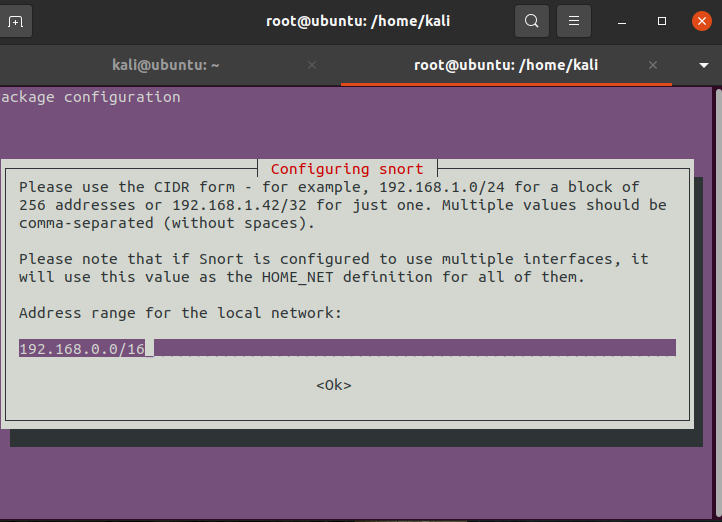 root@ubuntu: /home/kali
kali@ubuntu: ~
root@ubuntu: /home/kali
ackage configuration
Configuring snort
Please use the CIDR form - for example, 192.168.1.0/24 for a block of
256 addresses or 192.168.1.42/32 for just one. Multiple values should be
comma-separated (without spaces).
Please note that if Snort is configured to use multiple interfaces, it
will use this value as the HOME_NET definition for all of them.
Address range for the local network:
192.168.0.0/16
<Ok>